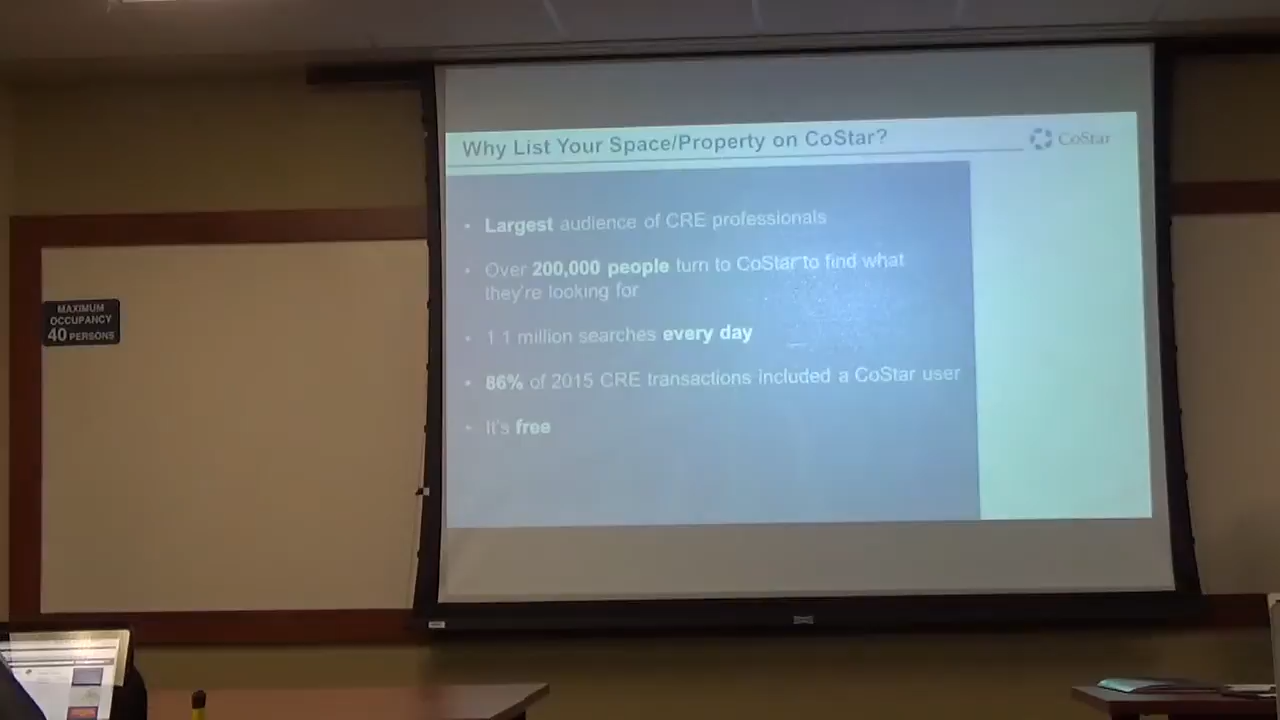 Why List Your Space/Property on CoStar?
CoStar
• Largest audience of CRE professionals
• Over 200,000 people turn to CoStar to find what
they're looking for
• 1.1 million searches every day
• 86% of 2015 CRE transactions included a CoStar user
• It's free
MAXIMUM
OCCUPANCY
40 PERSONS